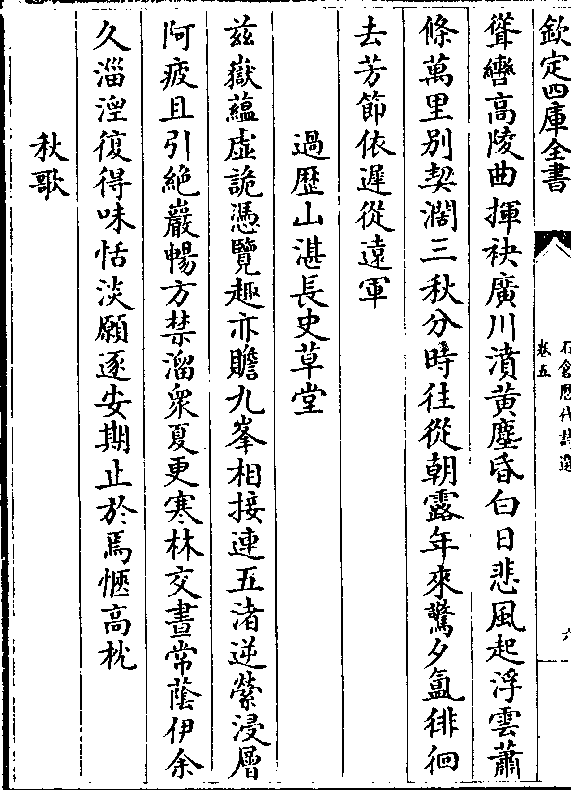 欽定四庫全書
石倉歴代詩選
卷五
六
聳轡高陵曲揮袂廣川濆黄塵昏白日悲風起浮雲蕭
條萬里别契濶三秋分時往從朝露年來驚夕氲徘徊
去芳節依遲從遠軍
過歴山湛長史草堂
兹嶽藴虛詭憑覽趣亦贍九峯相接連五渚逆縈浸層
阿疲且引絶巖暢方禁溜衆夏更寒林交晝常蔭伊余
久淄涅復得味恬淡願逐安期止於焉愜高枕
秋歌